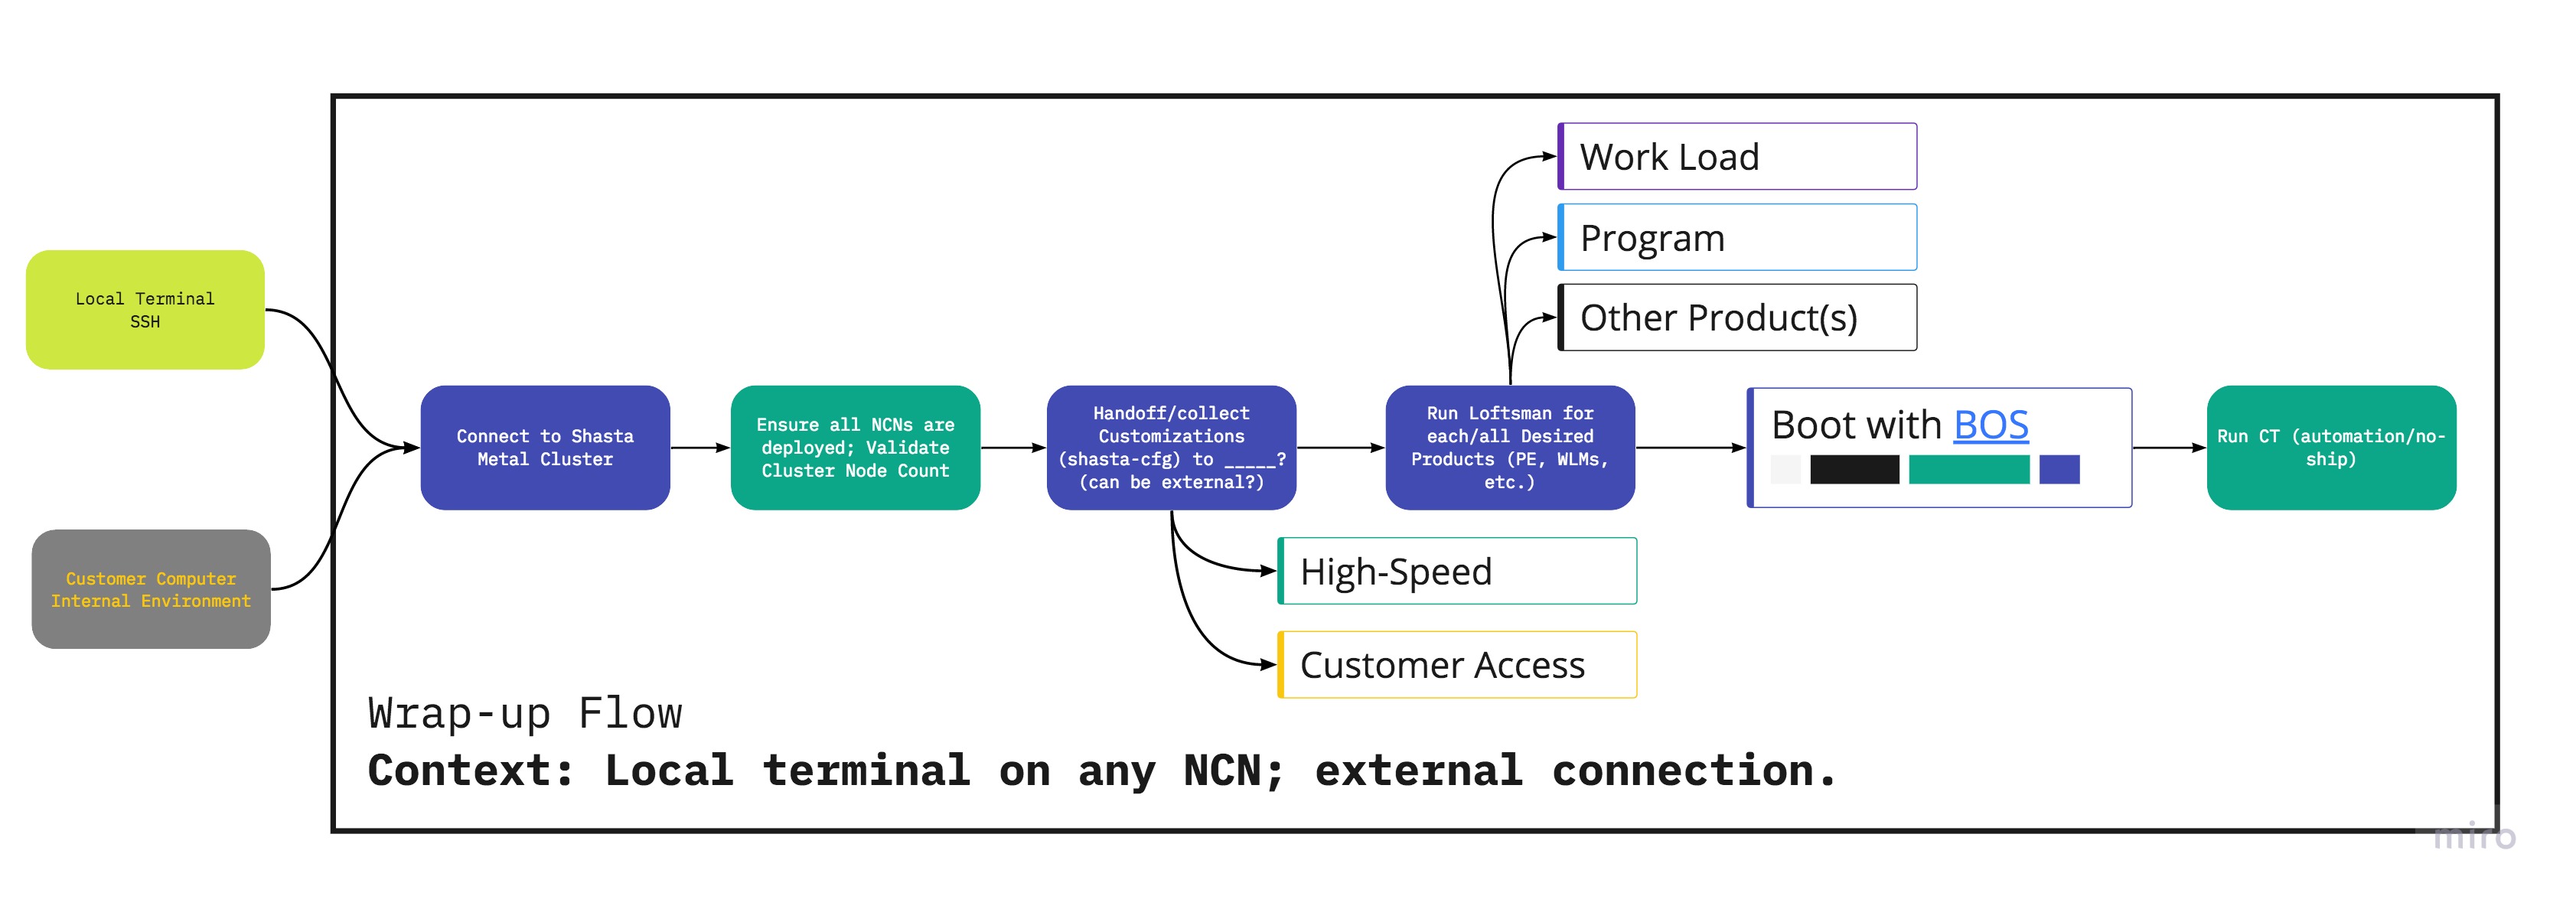 Local Terminal
SSH
Customer Computer
Internal Environment
Connect to Shasta
Metal Cluster
Ensure all NCNs are
deployed; Validate
Cluster Node Count
Handoff/collect
Customizations
(shasta-cfg) to _____?
(can be external?)
Run Loftsman for
each/all Desired
Products (PE, WLMs,
etc.)
Work Load
Program
Other Product(s)
High-Speed
Customer Access
Boot with BOS
Run CT (automation/no-
ship)
Wrap-up Flow
Context: Local terminal on any NCN; external connection.
miro